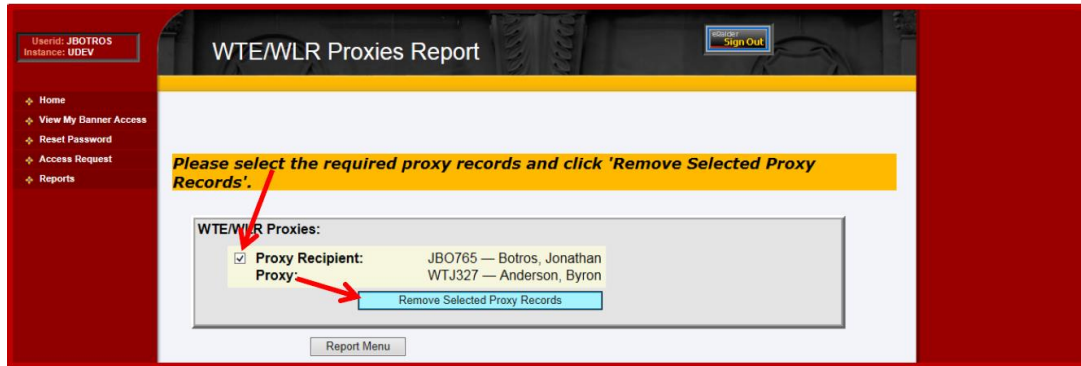 Userid: JBOTROS
Instance: UDEV
WTE/WLR Proxies Report
eRaider
Sign Out
Home
View My Banner Access
Reset Password
Access Request
Reports
Please select the required proxy records and click 'Remove Selected Proxy
Records'.
WTE/WLR Proxies:
Proxy Recipient: JBO765 — Botros, Jonathan
Proxy: WTJ327 — Anderson, Byron
Remove Selected Proxy Records
Report Menu